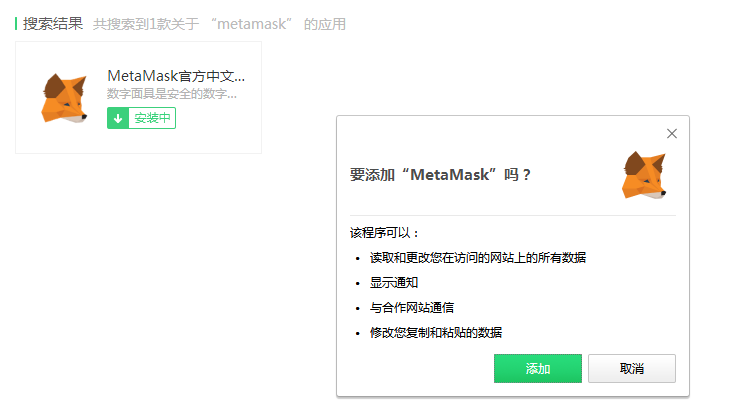 搜索结果 共搜索到1款关于 “metamask” 的应用
MetaMask官方中文...
数字面具是安全的数字...
安装中
要添加“MetaMask”吗？
该程序可以：
• 读取和更改您在访问的网站上的所有数据
• 显示通知
• 与合作网站通信
• 修改您复制和粘贴的数据
添加 取消